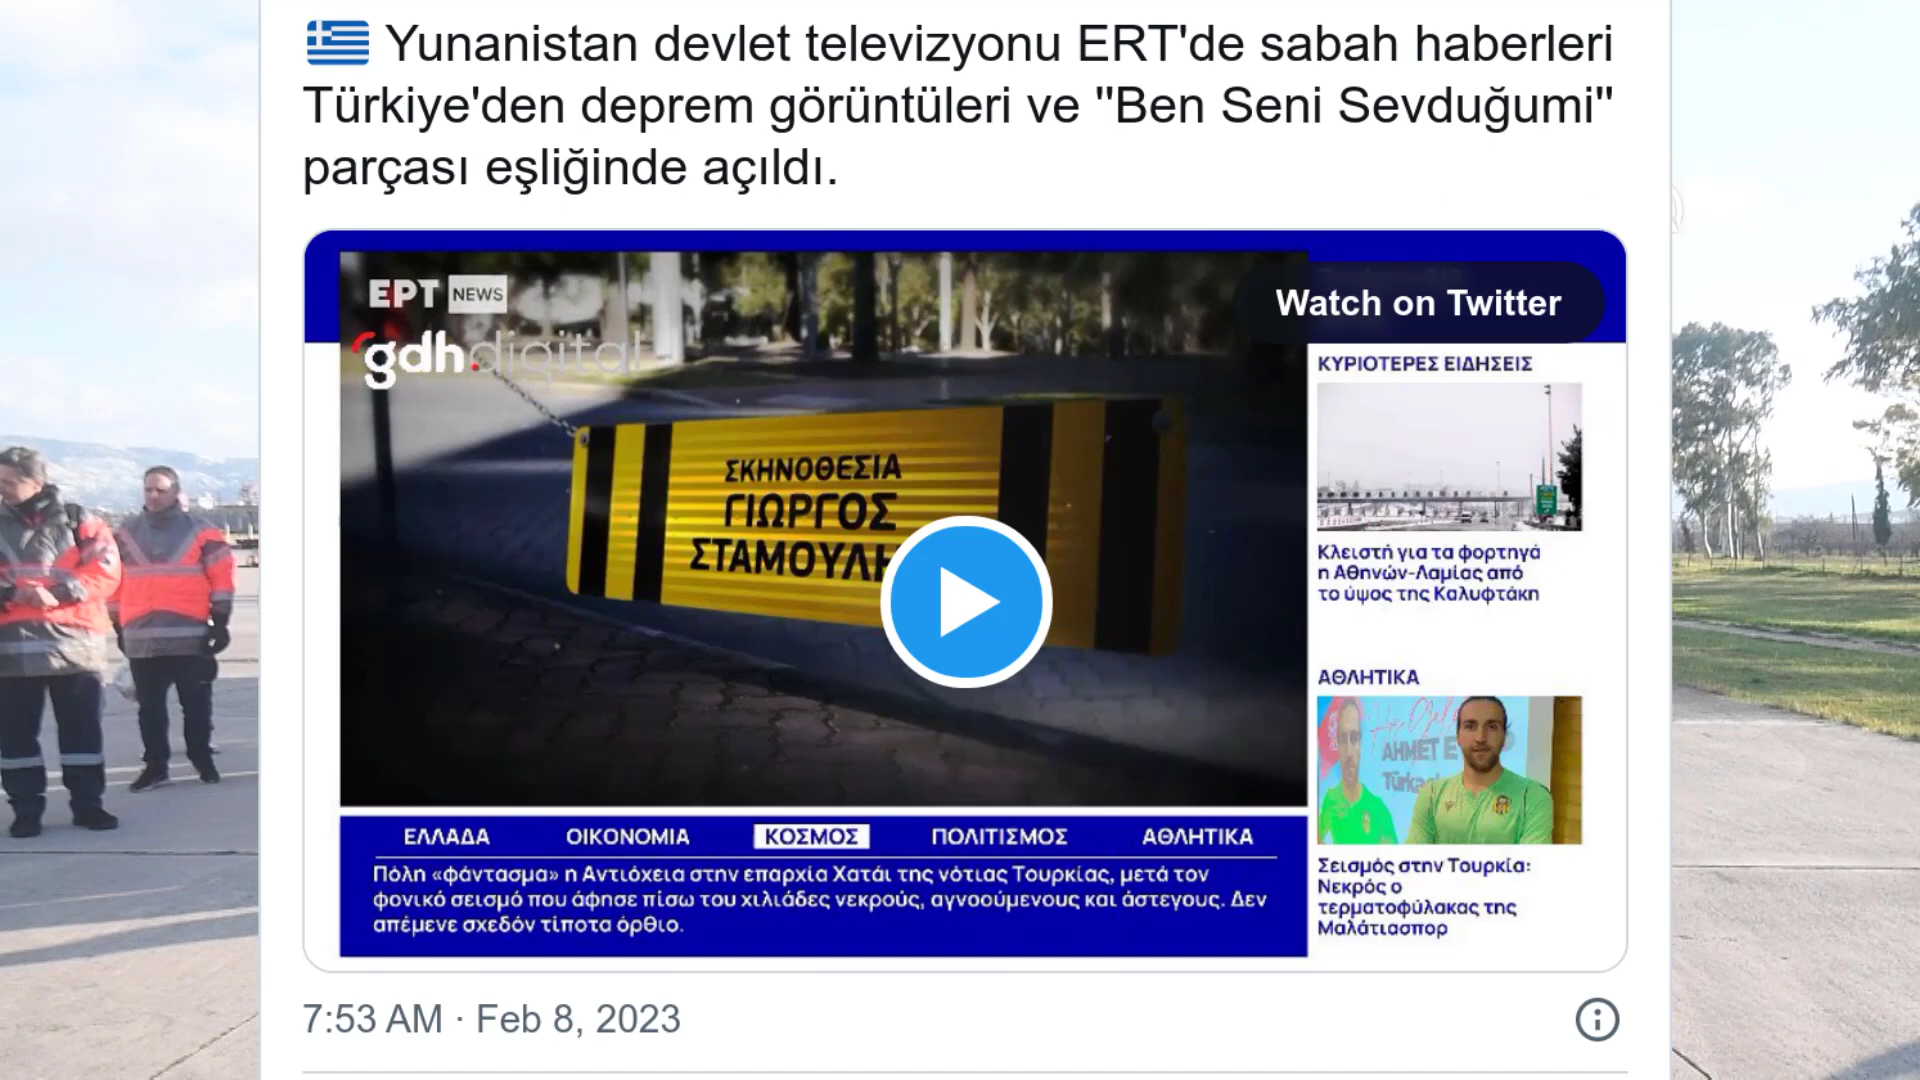 Yunanistan devlet televizyonu ERT'de sabah haberleri
Türkiye'den deprem görüntüleri ve "Ben Seni Sevduğumi"
parçası eşliğinde açıldı.
ΕΡΤ NEWS
gdh.digital
Watch on Twitter
ΣΚΗΝΟΘΕΣΙΑ
ΓΙΩΡΓΟΣ
ΣΤΑΜΟΥΛΗ
ΚΥΡΙΟΤΕΡΕΣ ΕΙΔΗΣΕΙΣ
Κλειστή για τα φορτηγά
η Αθηνών-Λαμίας από
το ύψος της Καλυφτάκη
ΑΘΛΗΤΙΚΑ
AHMET E
Türka
Σεισμός στην Τουρκία:
Νεκρός ο
τερματοφύλακας της
Μαλάτιασπορ
ΕΛΛΑΔΑ ΟΙΚΟΝΟΜΙΑ ΚΟΣΜΟΣ ΠΟΛΙΤΙΣΜΟΣ ΑΘΛΗΤΙΚΑ
Πόλη «φάντασμα» η Αντιόχεια στην επαρχία Χατάι της νότιας Τουρκίας, μετά τον
φονικό σεισμό που άφησε πίσω του χιλιάδες νεκρούς, αγνοούμενους και άστεγους. Δεν
απέμενε σχεδόν τίποτα όρθιο.
7:53 AM · Feb 8, 2023